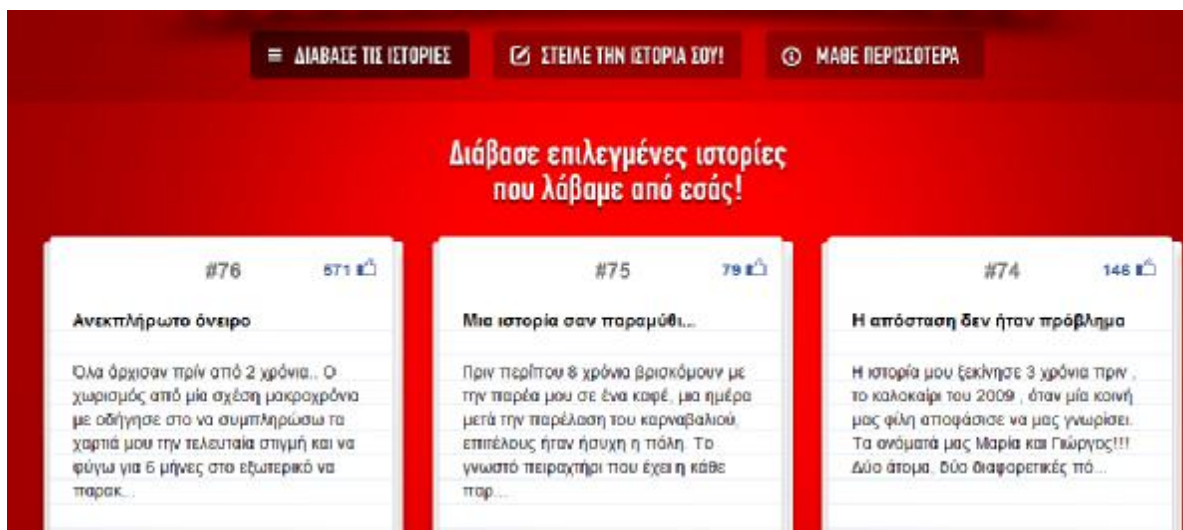 ≡ ΔΙΑΒΑΣΕ ΤΙΣ ΙΣΤΟΡΙΕΣ
ΣΤΕΙΛΕ ΤΗΝ ΙΣΤΟΡΙΑ ΣΟΥ!
ΜΑΘΕ ΠΕΡΙΣΣΟΤΕΡΑ
Διάβασε επιλεγμένες ιστορίες
που λάβαμε από εσάς!
#76 571
Ανεκπλήρωτο όνειρο
Όλα άρχισαν πρίν από 2 χρόνια.. Ο
χωρισμός από μία σχέση μακροχρόνια
με οδήγησε στο να συμπληρώσω τα
χαρτιά μου την τελευταία στιγμή και να
φύγω για 6 μήνες στο εξωτερικό να
παρακ...
#75 79
Μια ιστορία σαν παραμύθι...
Πριν περίπου 8 χρόνια βρισκόμουν με
την παρέα μου σε ένα καφέ, μια ημέρα
μετά την παρέλαση του καρναβαλιού,
επιτέλους ήταν ήσυχη η πόλη. Το
γνωστό πειραχτήρι που έχει η κάθε
παρ...
#74 146
Η απόσταση δεν ήταν πρόβλημα
Η ιστορία μου ξεκίνησε 3 χρόνια πριν ,
το καλοκαίρι του 2009 , όταν μία κοινή
μας φίλη αποφάσισε να μας γνωρίσει.
Τα ονόματά μας Μαρία και Γιώργος!!!
Δύο άτομα, δύο διαφορετικές πό...